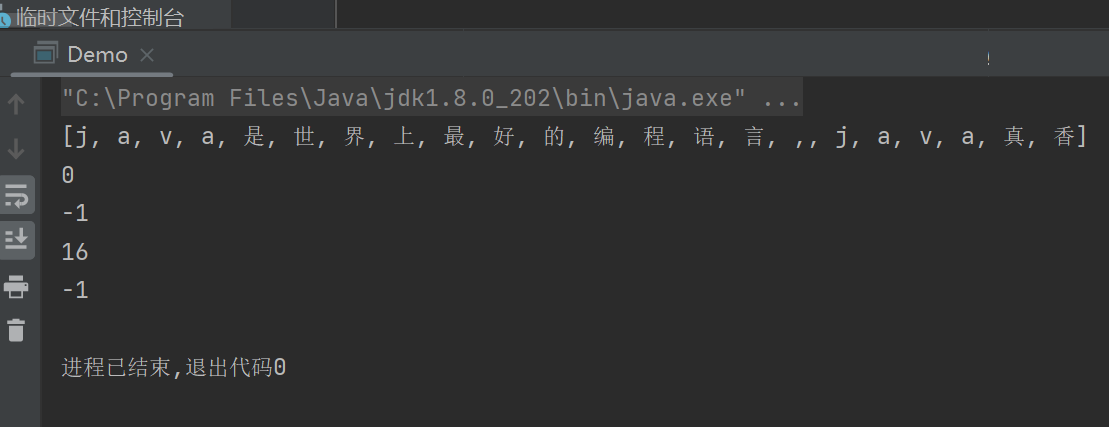 临时文件和控制台
Demo
"C:\Program Files\Java\jdk1.8.0_202\bin\java.exe" ...
[j, a, v, a, 是, 世, 界, 上, 最, 好, 的, 编, 程, 语, 言, ,, j, a, v, a, 真, 香]
0
-1
16
-1
进程已结束,退出代码0